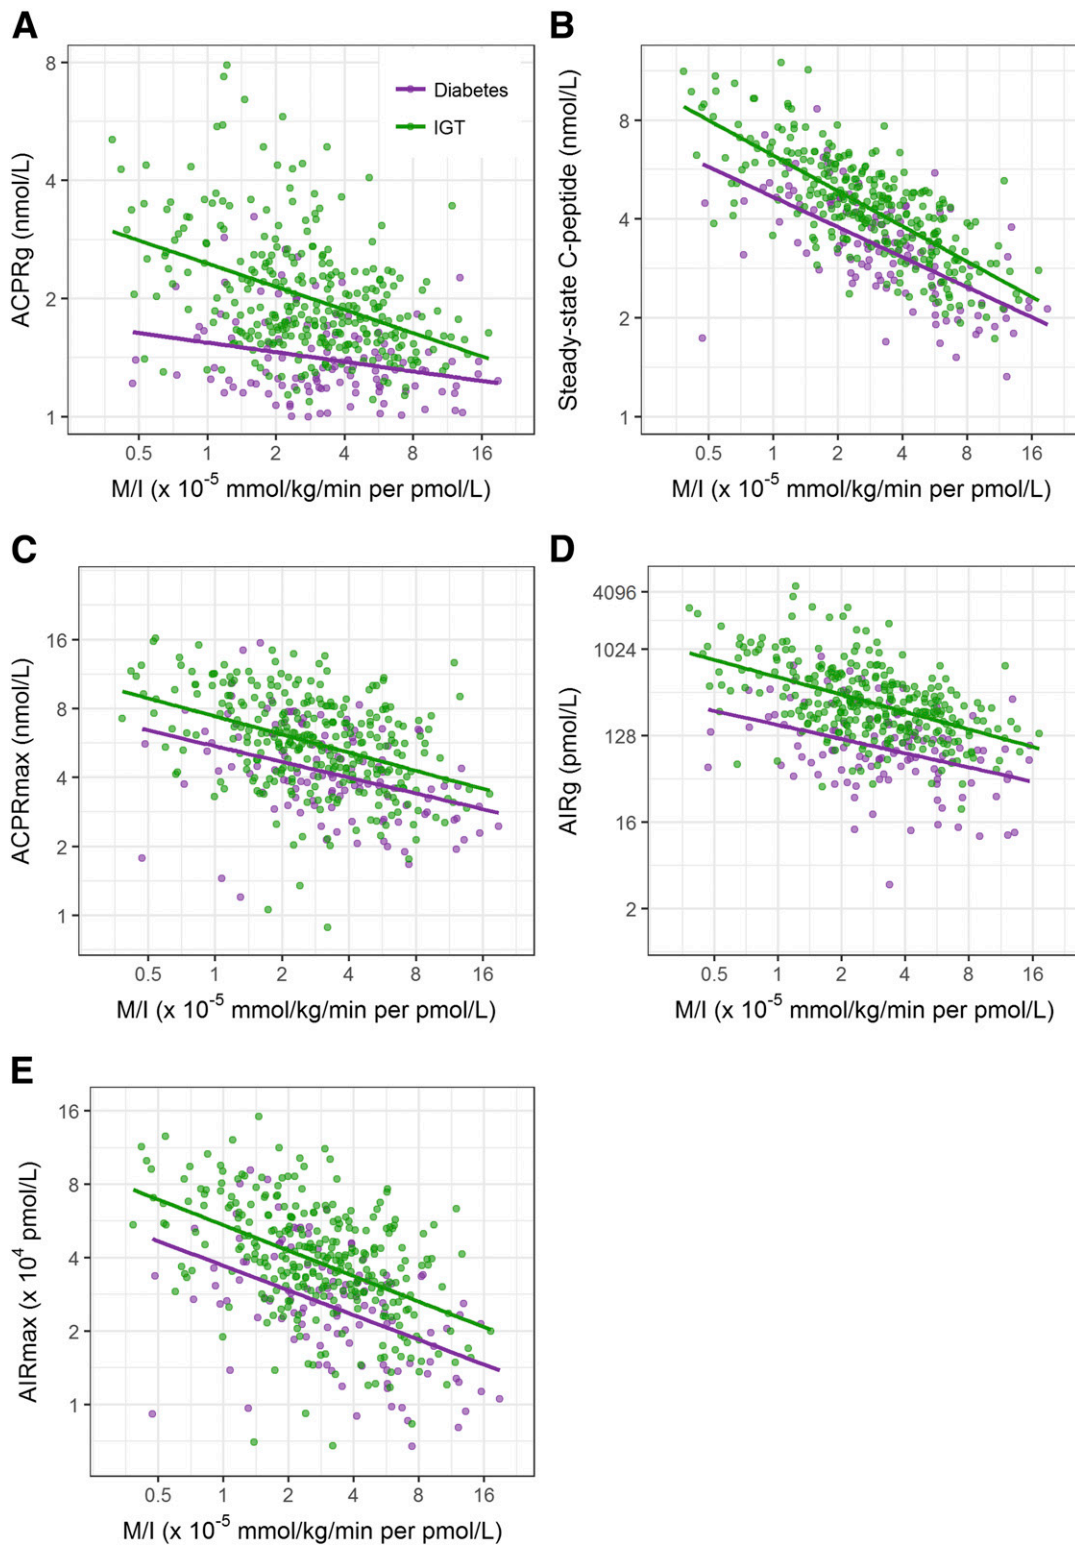 A
B
8
4
2
1
ACPRg (nmol/L)
Diabetes
IGT
0.5 1 2 4 8 16
M/I (x 10-5 mmol/kg/min per pmol/L)
8
4
2
1
Steady-state C-peptide (nmol/L)
0.5 1 2 4 8 16
M/I (x 10-5 mmol/kg/min per pmol/L)
C
D
16
8
4
2
1
ACPRmax (nmol/L)
0.5 1 2 4 8 16
M/I (x 10-5 mmol/kg/min per pmol/L)
4096
1024
128
16
2
AIRg (pmol/L)
0.5 1 2 4 8 16
M/I (x 10-5 mmol/kg/min per pmol/L)
E
16
8
4
2
1
AIRmax (x 104 pmol/L)
0.5 1 2 4 8 16
M/I (x 10-5 mmol/kg/min per pmol/L)